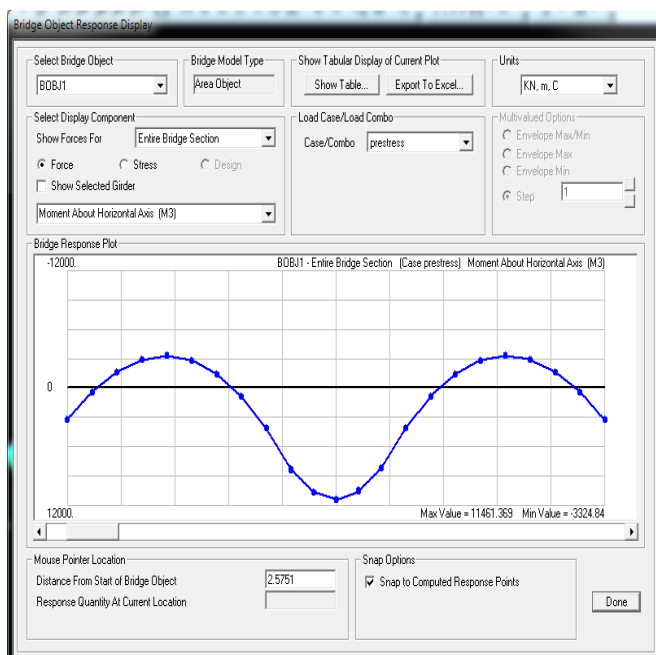 Bridge Object Response Display
Select Bridge Object
BOBJ1
Bridge Model Type
Area Object
Show Tabular Display of Current Plot
Show Table...
Export To Excel...
Units
KN, m, C
Select Display Component
Show Forces For
Entire Bridge Section
Force
Stress
Design
Show Selected Girder
Moment About Horizontal Axis (M3)
Load Case/Load Combo
Case/Combo
prestress
Multivalued Options
Envelope Max/Min
Envelope Max
Envelope Min
Step
1
Bridge Response Plot
-12000.
BOBJ1 - Entire Bridge Section (Case prestress) Moment About Horizontal Axis (M3)
0
12000.
Max Value = 11461.369 Min Value = -3324.84
Mouse Pointer Location
Distance From Start of Bridge Object
2.5751
Response Quantity At Current Location
Snap Options
Snap to Computed Response Points
Done